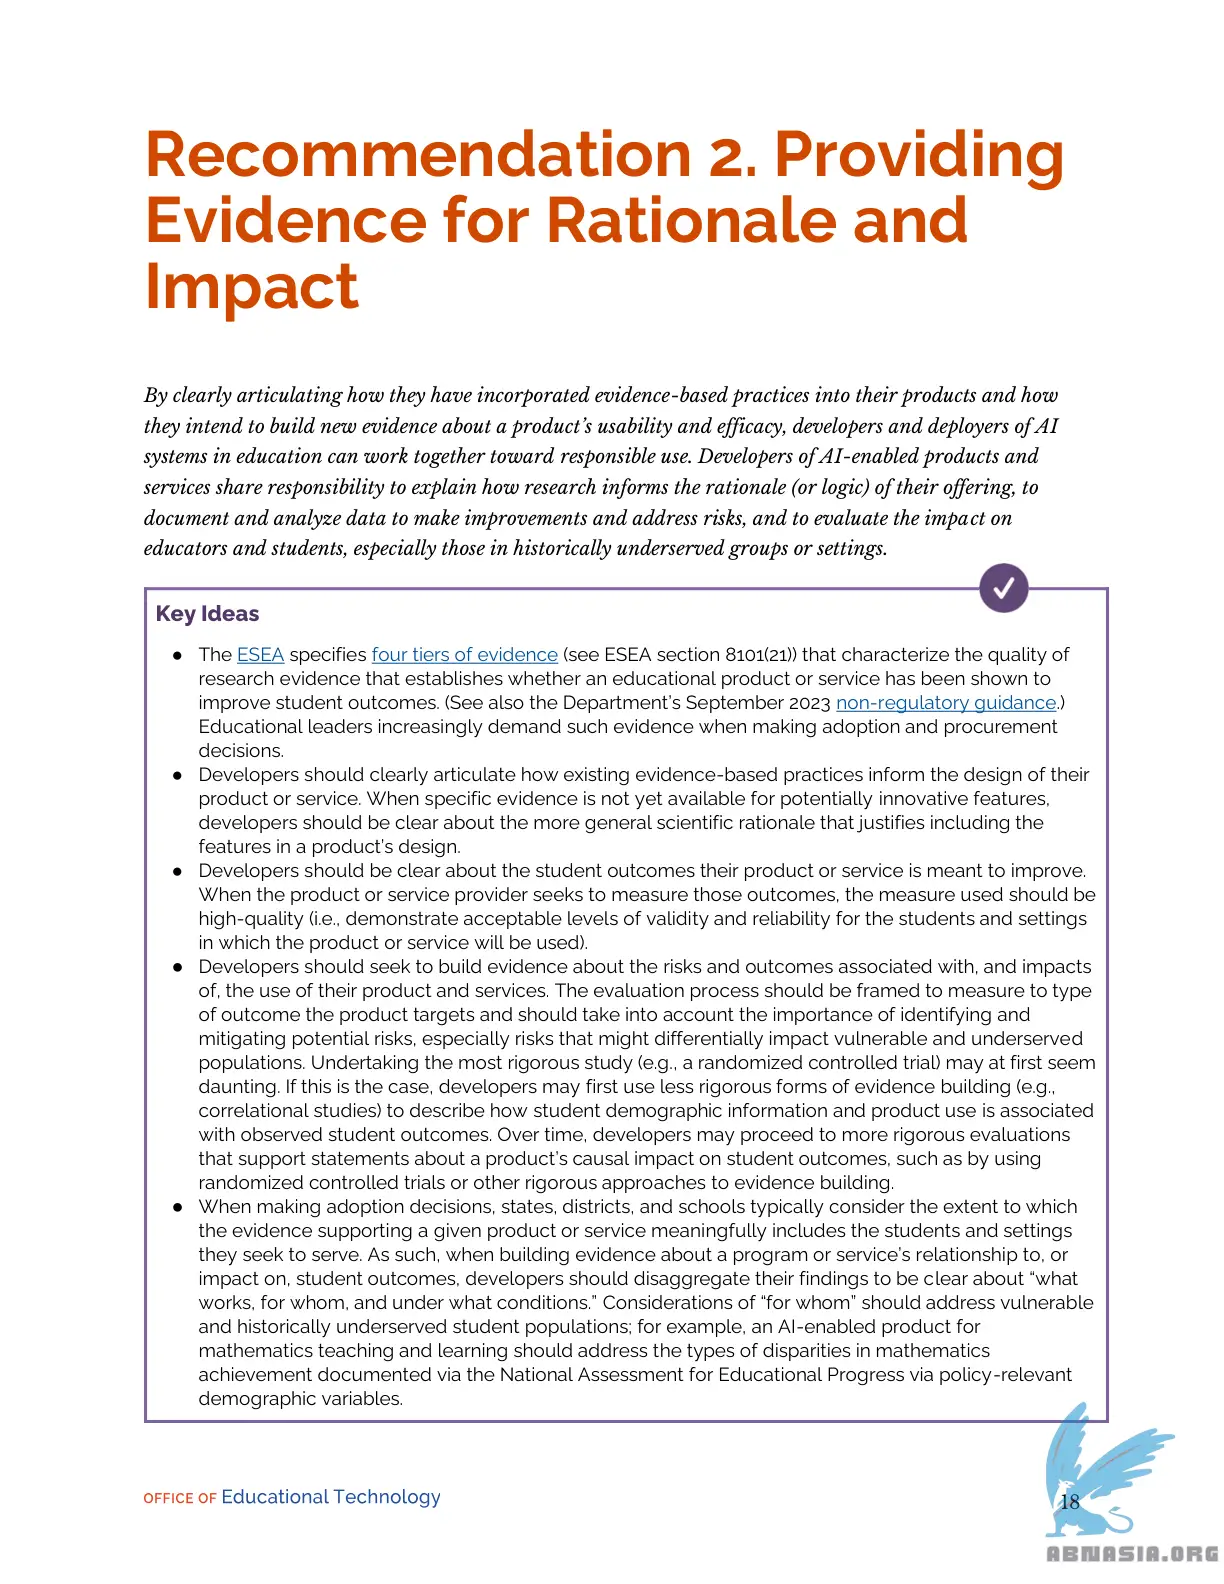 Recommendation 2. Providing
Evidence for Rationale and
Impact
By clearly articulating how they have incorporated evidence-based practices into their products and how
they intend to build new evidence about a product’s usability and efficacy, developers and deployers of AI
systems in education can work together toward responsible use. Developers of AI-enabled products and
services share responsibility to explain how research informs the rationale (or logic) of their offering, to
document and analyze data to make improvements and address risks, and to evaluate the impact on
educators and students, especially those in historically underserved groups or settings.
Key Ideas
● The ESEA specifies four tiers of evidence (see ESEA section 8101(21)) that characterize the quality of
research evidence that establishes whether an educational product or service has been shown to
improve student outcomes. (See also the Department’s September 2023 non-regulatory guidance.)
Educational leaders increasingly demand such evidence when making adoption and procurement
decisions.
● Developers should clearly articulate how existing evidence-based practices inform the design of their
product or service. When specific evidence is not yet available for potentially innovative features,
developers should be clear about the more general scientific rationale that justifies including the
features in a product’s design.
● Developers should be clear about the student outcomes their product or service is meant to improve.
When the product or service provider seeks to measure those outcomes, the measure used should be
high-quality (i.e., demonstrate acceptable levels of validity and reliability for the students and settings
in which the product or service will be used).
● Developers should seek to build evidence about the risks and outcomes associated with, and impacts
of, the use of their product and services. The evaluation process should be framed to measure to type
of outcome the product targets and should take into account the importance of identifying and
mitigating potential risks, especially risks that might differentially impact vulnerable and underserved
populations. Undertaking the most rigorous study (e.g., a randomized controlled trial) may at first seem
daunting. If this is the case, developers may first use less rigorous forms of evidence building (e.g.,
correlational studies) to describe how student demographic information and product use is associated
with observed student outcomes. Over time, developers may proceed to more rigorous evaluations
that support statements about a product’s causal impact on student outcomes, such as by using
randomized controlled trials or other rigorous approaches to evidence building.
● When making adoption decisions, states, districts, and schools typically consider the extent to which
the evidence supporting a given product or service meaningfully includes the students and settings
they seek to serve. As such, when building evidence about a program or service’s relationship to, or
impact on, student outcomes, developers should disaggregate their findings to be clear about “what
works, for whom, and under what conditions.” Considerations of “for whom” should address vulnerable
and historically underserved student populations; for example, an AI-enabled product for
mathematics teaching and learning should address the types of disparities in mathematics
achievement documented via the National Assessment for Educational Progress via policy-relevant
demographic variables.
OFFICE OF Educational Technology
18
ABNASIA.ORG